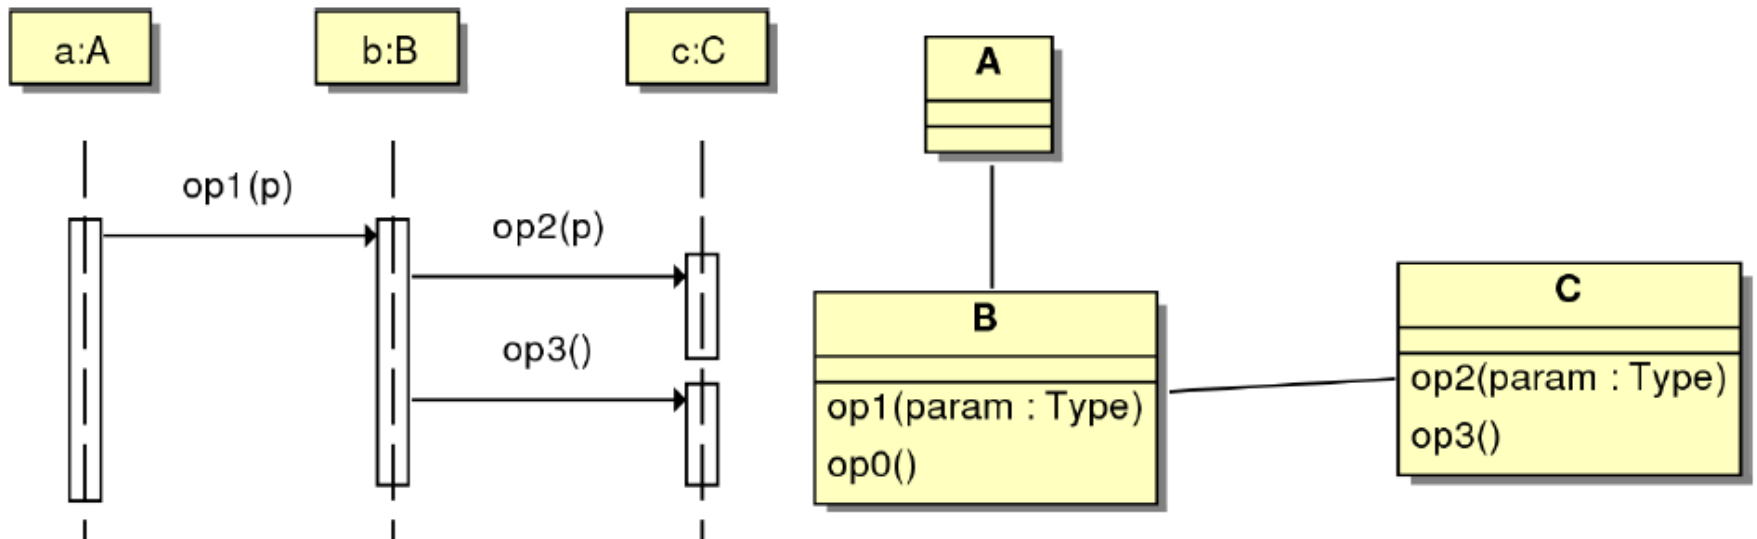 a:A
b:B
c:C
op1(p)
op2(p)
op3()
A
B
op1(param : Type)
op0()
C
op2(param : Type)
op3()